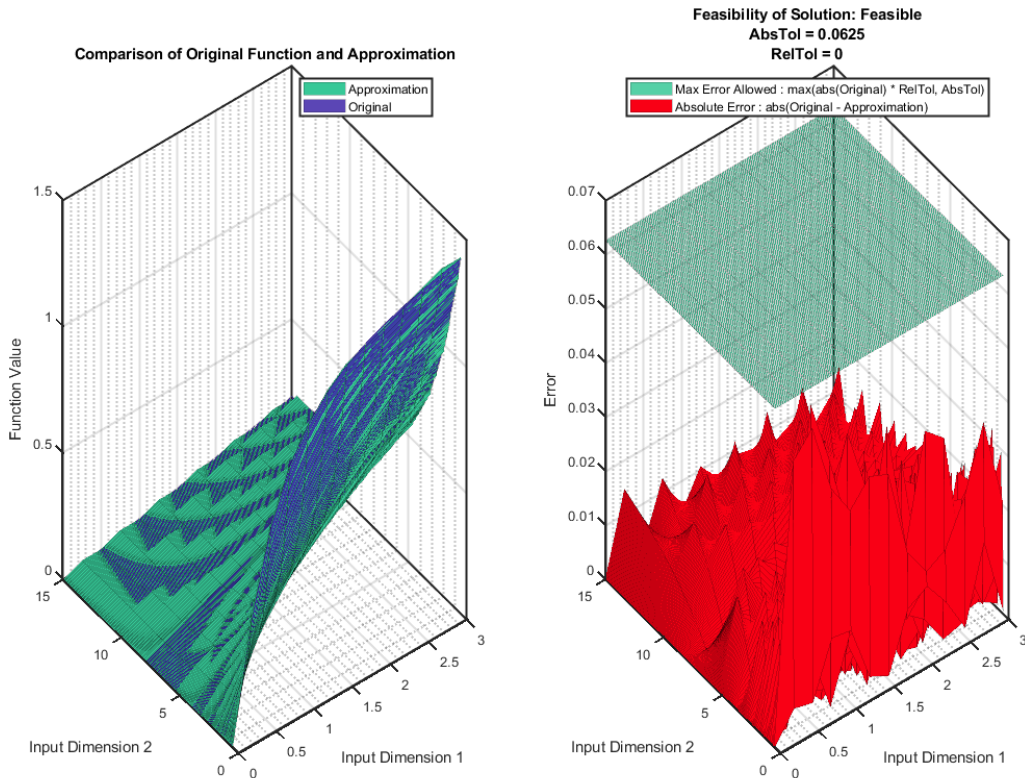 Comparison of Original Function and Approximation
Approximation
Original
Function Value
1.5
1
0.5
0
15
10
5
0
Input Dimension 2
0
0.5
1
1.5
2
2.5
3
Input Dimension 1
Feasibility of Solution: Feasible
AbsTol = 0.0625
RelTol = 0
Max Error Allowed : max(abs(Original) * RelTol, AbsTol)
Absolute Error : abs(Original - Approximation)
Error
0.07
0.06
0.05
0.04
0.03
0.02
0.01
0
15
10
5
0
Input Dimension 2
0
0.5
1
1.5
2
2.5
3
Input Dimension 1